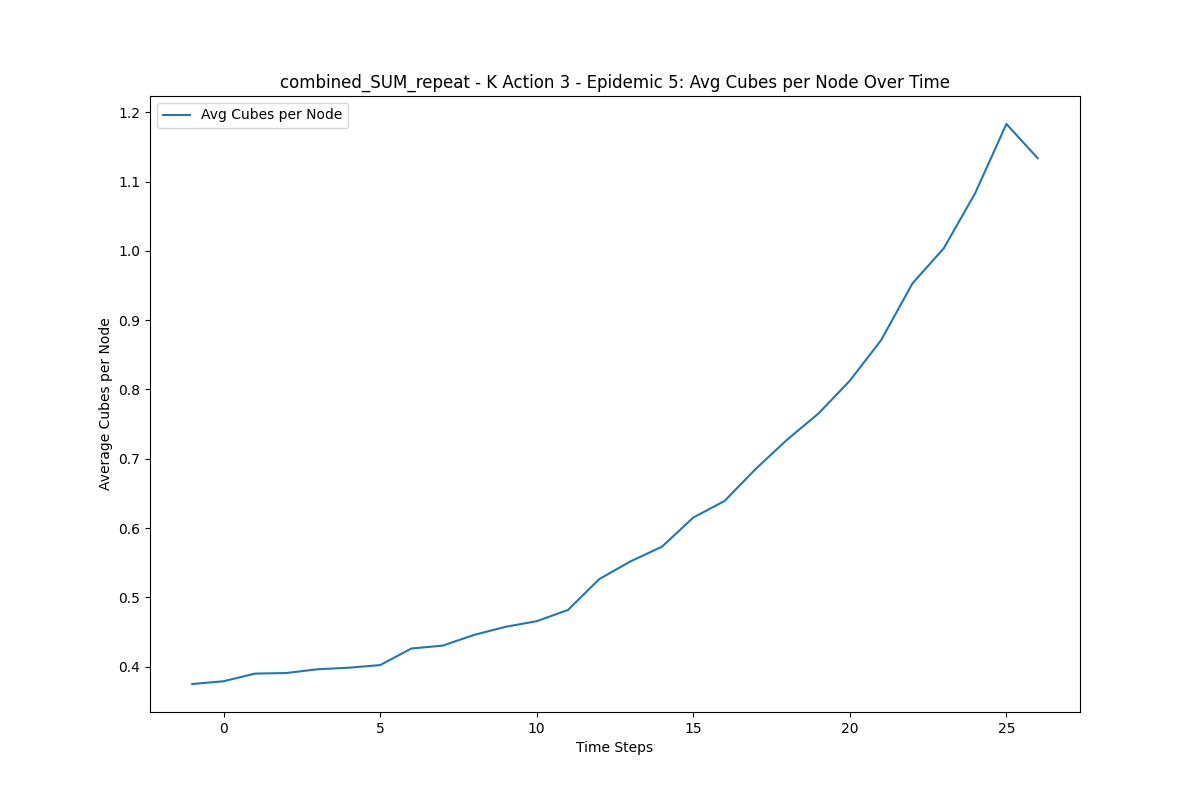 combined_SUM_repeat - K Action 3 - Epidemic 5: Avg Cubes per Node Over Time
Avg Cubes per Node
1.2
1.1
1.0
0.9
0.8
0.7
0.6
0.5
0.4
Average Cubes per Node
0 5 10 15 20 25
Time Steps